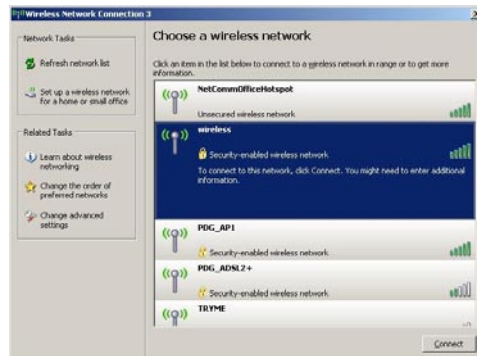 Wireless Network Connection 3
Network Tasks
Refresh network list
Set up a wireless network
for a home or small office
Related Tasks
Learn about wireless
networking
Change the order of
preferred networks
Change advanced
settings
Choose a wireless network
Click an item in the list below to connect to a wireless network in range or to get more
information.
NetCommOfficeHotspot
Unsecured wireless network
wireless
Security-enabled wireless network
To connect to this network, click Connect. You might need to enter additional
information.
PDG_AP1
Security-enabled wireless network
PDG_ADSL2+
Security-enabled wireless network
TRYME
Connect